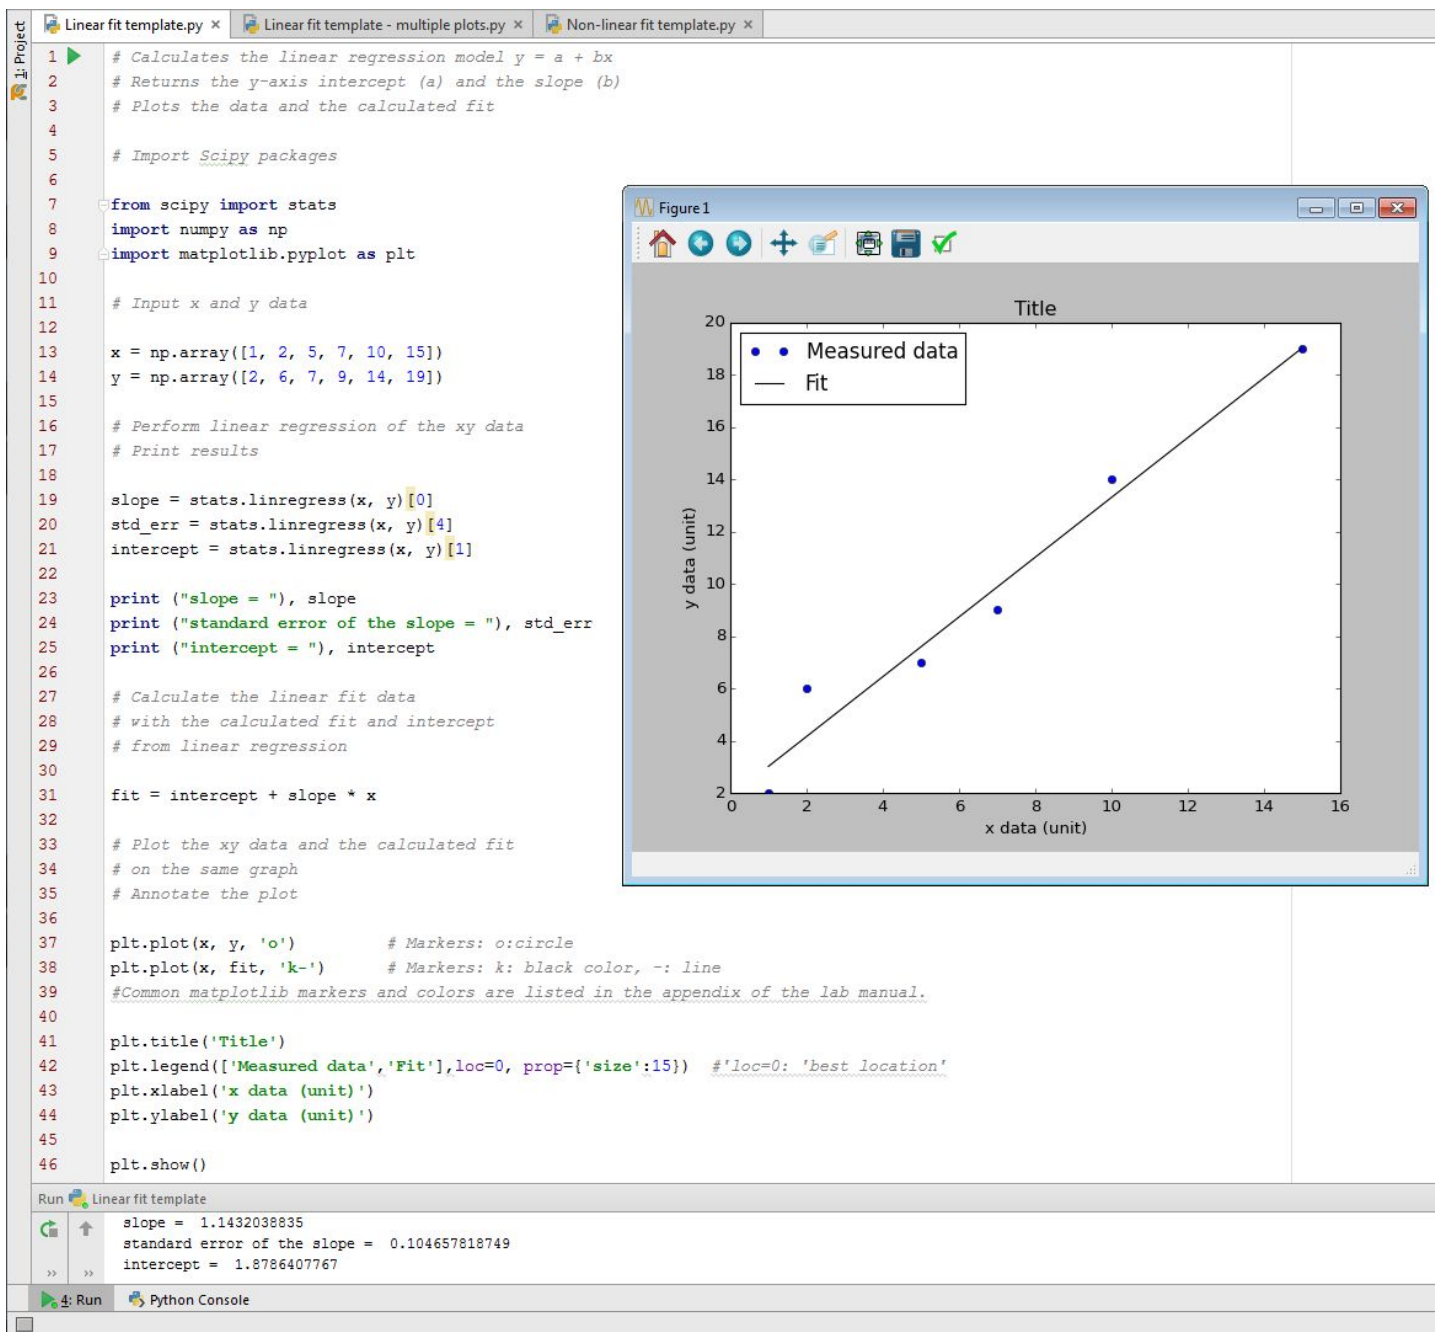 1: Project
Linear fit template.py × Linear fit template - multiple plots.py × Non-linear fit template.py ×
1 # Calculates the linear regression model y = a + bx
2 # Returns the y-axis intercept (a) and the slope (b)
3 # Plots the data and the calculated fit
4
5 # Import Scipy packages
6
7 from scipy import stats
8 import numpy as np
9 import matplotlib.pyplot as plt
10
11 # Input x and y data
12
13 x = np.array([1, 2, 5, 7, 10, 15])
14 y = np.array([2, 6, 7, 9, 14, 19])
15
16 # Perform linear regression of the xy data
17 # Print results
18
19 slope = stats.linregress(x, y)[0]
20 std_err = stats.linregress(x, y)[4]
21 intercept = stats.linregress(x, y)[1]
22
23 print ("slope = "), slope
24 print ("standard error of the slope = "), std_err
25 print ("intercept = "), intercept
26
27 # Calculate the linear fit data
28 # with the calculated fit and intercept
29 # from linear regression
30
31 fit = intercept + slope * x
32
33 # Plot the xy data and the calculated fit
34 # on the same graph
35 # Annotate the plot
36
37 plt.plot(x, y, 'o') # Markers: o:circle
38 plt.plot(x, fit, 'k-') # Markers: k: black color, -: line
39 #Common matplotlib markers and colors are listed in the appendix of the lab manual.
40
41 plt.title('Title')
42 plt.legend(['Measured data','Fit'],loc=0, prop={'size':15}) #'loc=0: 'best location'
43 plt.xlabel('x data (unit)')
44 plt.ylabel('y data (unit)')
45
46 plt.show()
Figure 1
Title
Measured data
Fit
20
18
16
14
12
10
8
6
4
2
y data (unit)
0 2 4 6 8 10 12 14 16
x data (unit)
Run Linear fit template
slope = 1.1432038835
standard error of the slope = 0.104657818749
intercept = 1.8786407767
4: Run Python Console